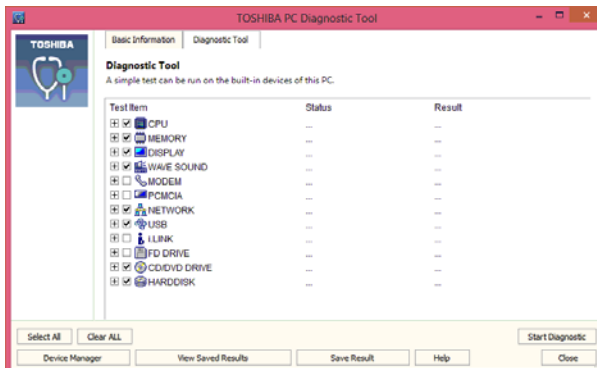 TOSHIBA PC Diagnostic Tool
TOSHIBA
Basic Information Diagnostic Tool
Diagnostic Tool
A simple test can be run on the built-in devices of this PC.
Test Item Status Result
CPU ... ...
MEMORY ... ...
DISPLAY ... ...
WAVE SOUND ... ...
MODEM ... ...
PCMCIA ... ...
NETWORK ... ...
USB ... ...
i.LINK ... ...
FD DRIVE ... ...
CD/DVD DRIVE ... ...
HARDDISK ... ...
Select All Clear ALL Start Diagnostic
Device Manager View Saved Results Save Result Help Close